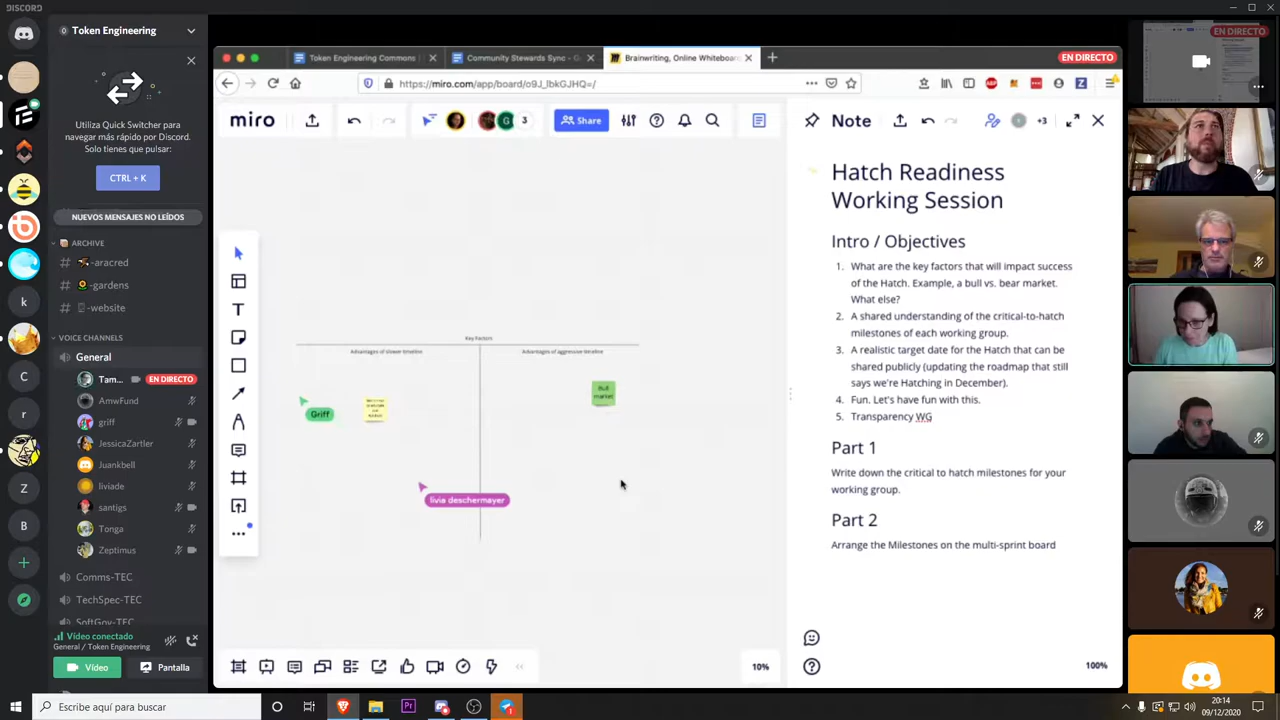 DISCORD
Token Engineering
Utiliza Quick Switcher para
navegar más rápido por Discord.
Solo tienes que pulsar:
CTRL + K
NUEVOS MENSAJES NO LEÍDOS
ARCHIVE
-aracred
-gardens
-website
k
VOICE CHANNELS
General
C
Tam... EN DIRECTO
AmwFund
r
griff
JessicaZartler
Juankbell
liviade
Z
santigs
Tonga
B
Zeptimus
Comms-TEC
TechSpec-TEC
SoftGov-TEC
Vídeo conectado
General / Token Engineering
Vídeo
Pantalla
Token Engineering Commons
Community Stewards Sync - G
Brainwriting, Online Whiteboa
EN DIRECTO
https://miro.com/app/board/o9J_lbkGJHQ=/
miro
G
3
Share
Key Factors
Advantages of slower timeline
Advantages of aggressive timeline
Bull
market
Griff
livia deschermayer
10%
Note
+3
Hatch Readiness
Working Session
Intro / Objectives
1. What are the key factors that will impact success
of the Hatch. Example, a bull vs. bear market.
What else?
2. A shared understanding of the critical-to-hatch
milestones of each working group.
3. A realistic target date for the Hatch that can be
shared publicly (updating the roadmap that still
says we're Hatching in December).
4. Fun. Let's have fun with this.
5. Transparency WG
Part 1
Write down the critical to hatch milestones for your
working group.
Part 2
Arrange the Milestones on the multi-sprint board
100%
EN DIRECTO
Escribe aquí para buscar
20:14
09/12/2020